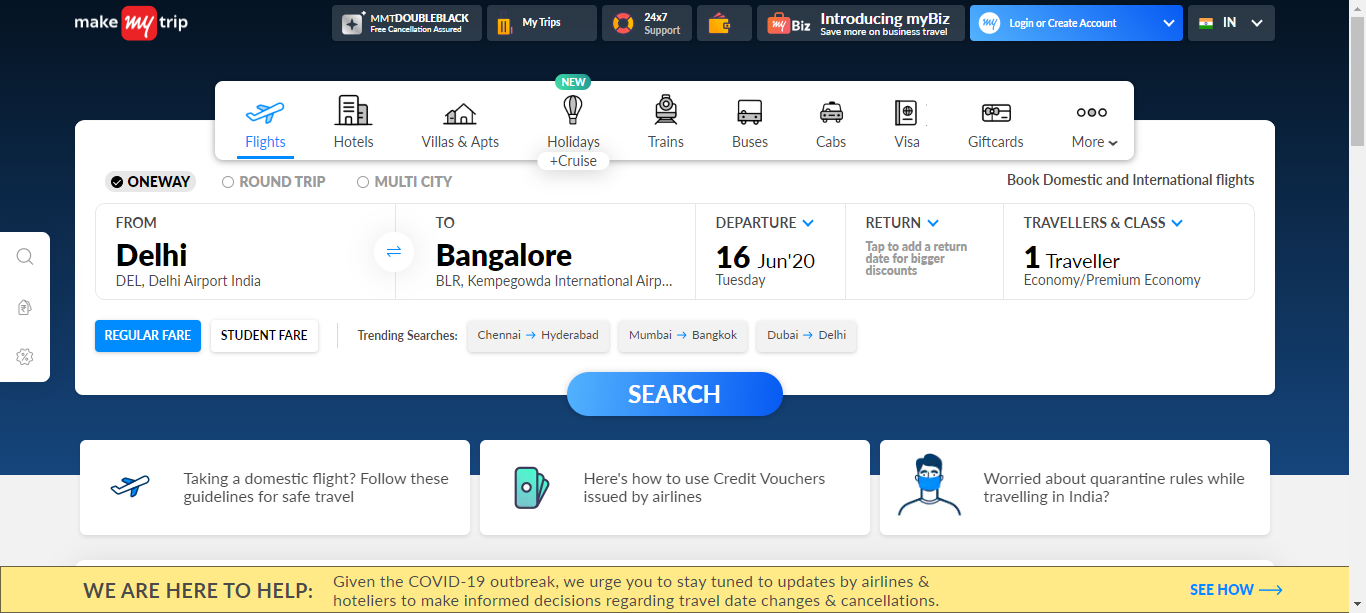 make my trip
MMTDOUBLEBLACK
Free Cancellation Assured
My Trips
24x7
Support
my Biz
Introducing myBiz
Save more on business travel
my
Login or Create Account
IN
NEW
Flights
Hotels
Villas & Apts
Holidays
+Cruise
Trains
Buses
Cabs
Visa
Giftcards
More
ONEWAY
ROUND TRIP
MULTI CITY
Book Domestic and International flights
FROM
Delhi
DEL, Delhi Airport India
TO
Bangalore
BLR, Kempegowda International Airp...
DEPARTURE
16 Jun'20
Tuesday
RETURN
Tap to add a return
date for bigger
discounts
TRAVELLERS & CLASS
1 Traveller
Economy/Premium Economy
REGULAR FARE
STUDENT FARE
Trending Searches:
Chennai → Hyderabad
Mumbai → Bangkok
Dubai → Delhi
SEARCH
Taking a domestic flight? Follow these
guidelines for safe travel
Here's how to use Credit Vouchers
issued by airlines
Worried about quarantine rules while
travelling in India?
WE ARE HERE TO HELP:
Given the COVID-19 outbreak, we urge you to stay tuned to updates by airlines &
hoteliers to make informed decisions regarding travel date changes & cancellations.
SEE HOW